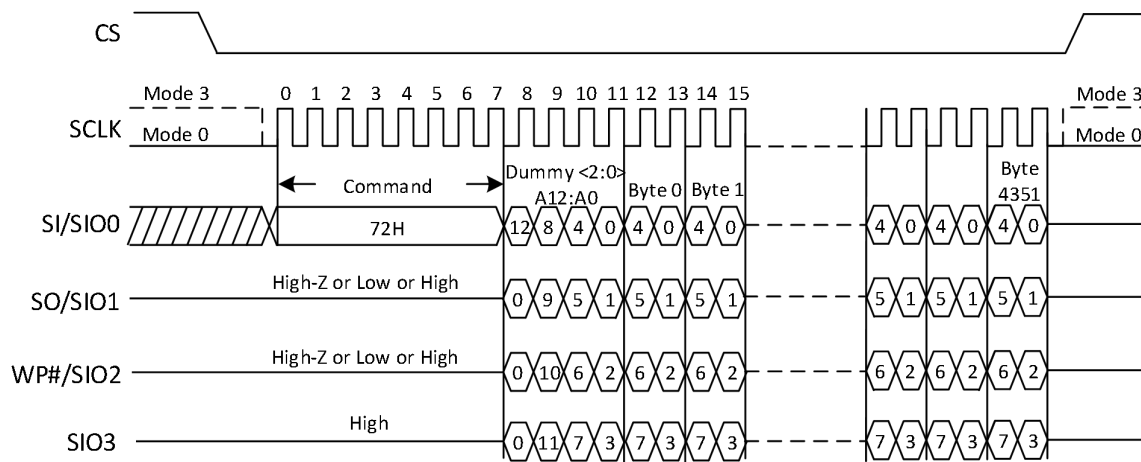 CS
0 1 2 3 4 5 6 7 8 9 10 11 12 13 14 15
Mode 3 Mode 3
SCLK
Mode 0 Mode 0
Dummy <2:0> Byte
Command Byte 0 Byte 1
A12:A0 4351
SI/SIO0 72H 12 8 4 0 4 0 4 0 4 0 4 0 4 0
High-Z or Low or High
SO/SIO1 0 9 5 1 5 1 5 1 5 1 5 1 5 1
High-Z or Low or High
WP#/SIO2 0 10 6 2 6 2 6 2 6 2 6 2 6 2
High
SIO3 0 11 7 3 7 3 7 3 7 3 7 3 7 3